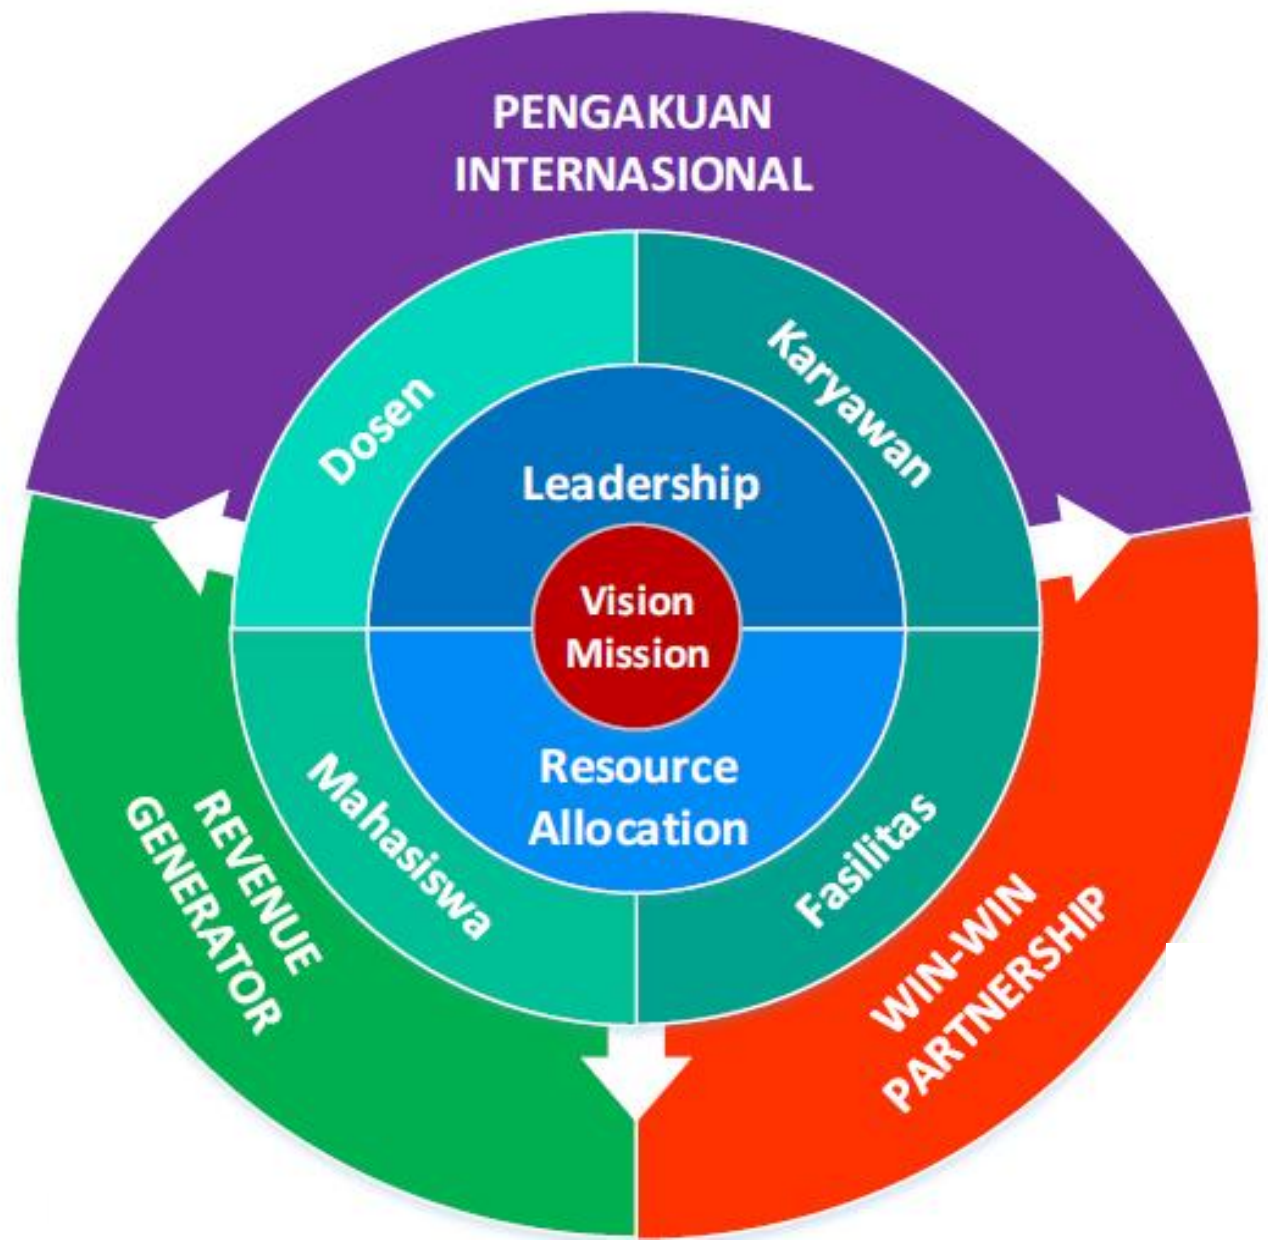 PENGAKUAN
INTERNASIONAL
Dosen
Karyawan
Leadership
Vision
Mission
Resource
Allocation
Mahasiswa
Fasilitas
REVENUE
GENERATOR
WIN-WIN
PARTNERSHIP